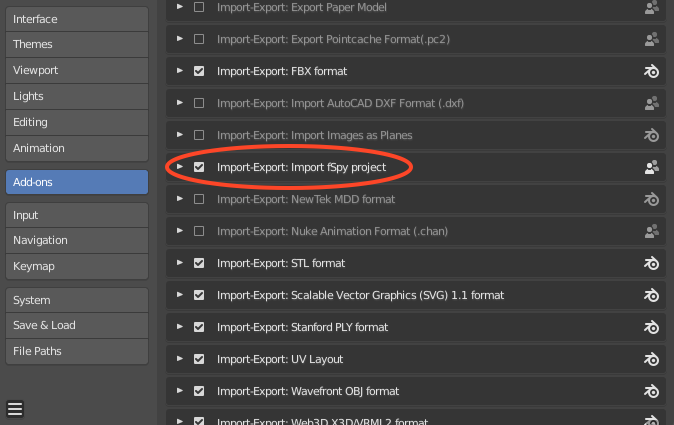 Interface
Themes
Viewport
Lights
Editing
Animation
Add-ons
Input
Navigation
Keymap
System
Save & Load
File Paths
Import-Export: Export Paper Model
Import-Export: Export Pointcache Format(.pc2)
Import-Export: FBX format
Import-Export: Import AutoCAD DXF Format (.dxf)
Import-Export: Import Images as Planes
Import-Export: Import fSpy project
Import-Export: NewTek MDD format
Import-Export: Nuke Animation Format (.chan)
Import-Export: STL format
Import-Export: Scalable Vector Graphics (SVG) 1.1 format
Import-Export: Stanford PLY format
Import-Export: UV Layout
Import-Export: Wavefront OBJ format
Import-Export: Web3D X3D/VRML2 format